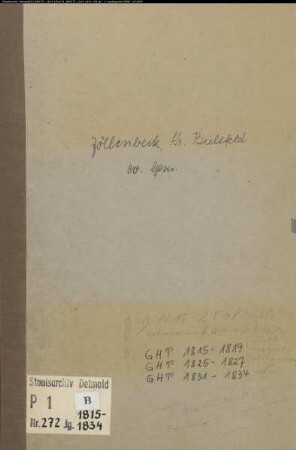 Jöllenbeck, Kr. Bielefeld
ev. Gem.
GHT 1815-1819
GHT 1825-1827
GHT 1831-1834
Staatsarchiv Detmold
P 1 B
Nr. 272 Jg. 1815-1834